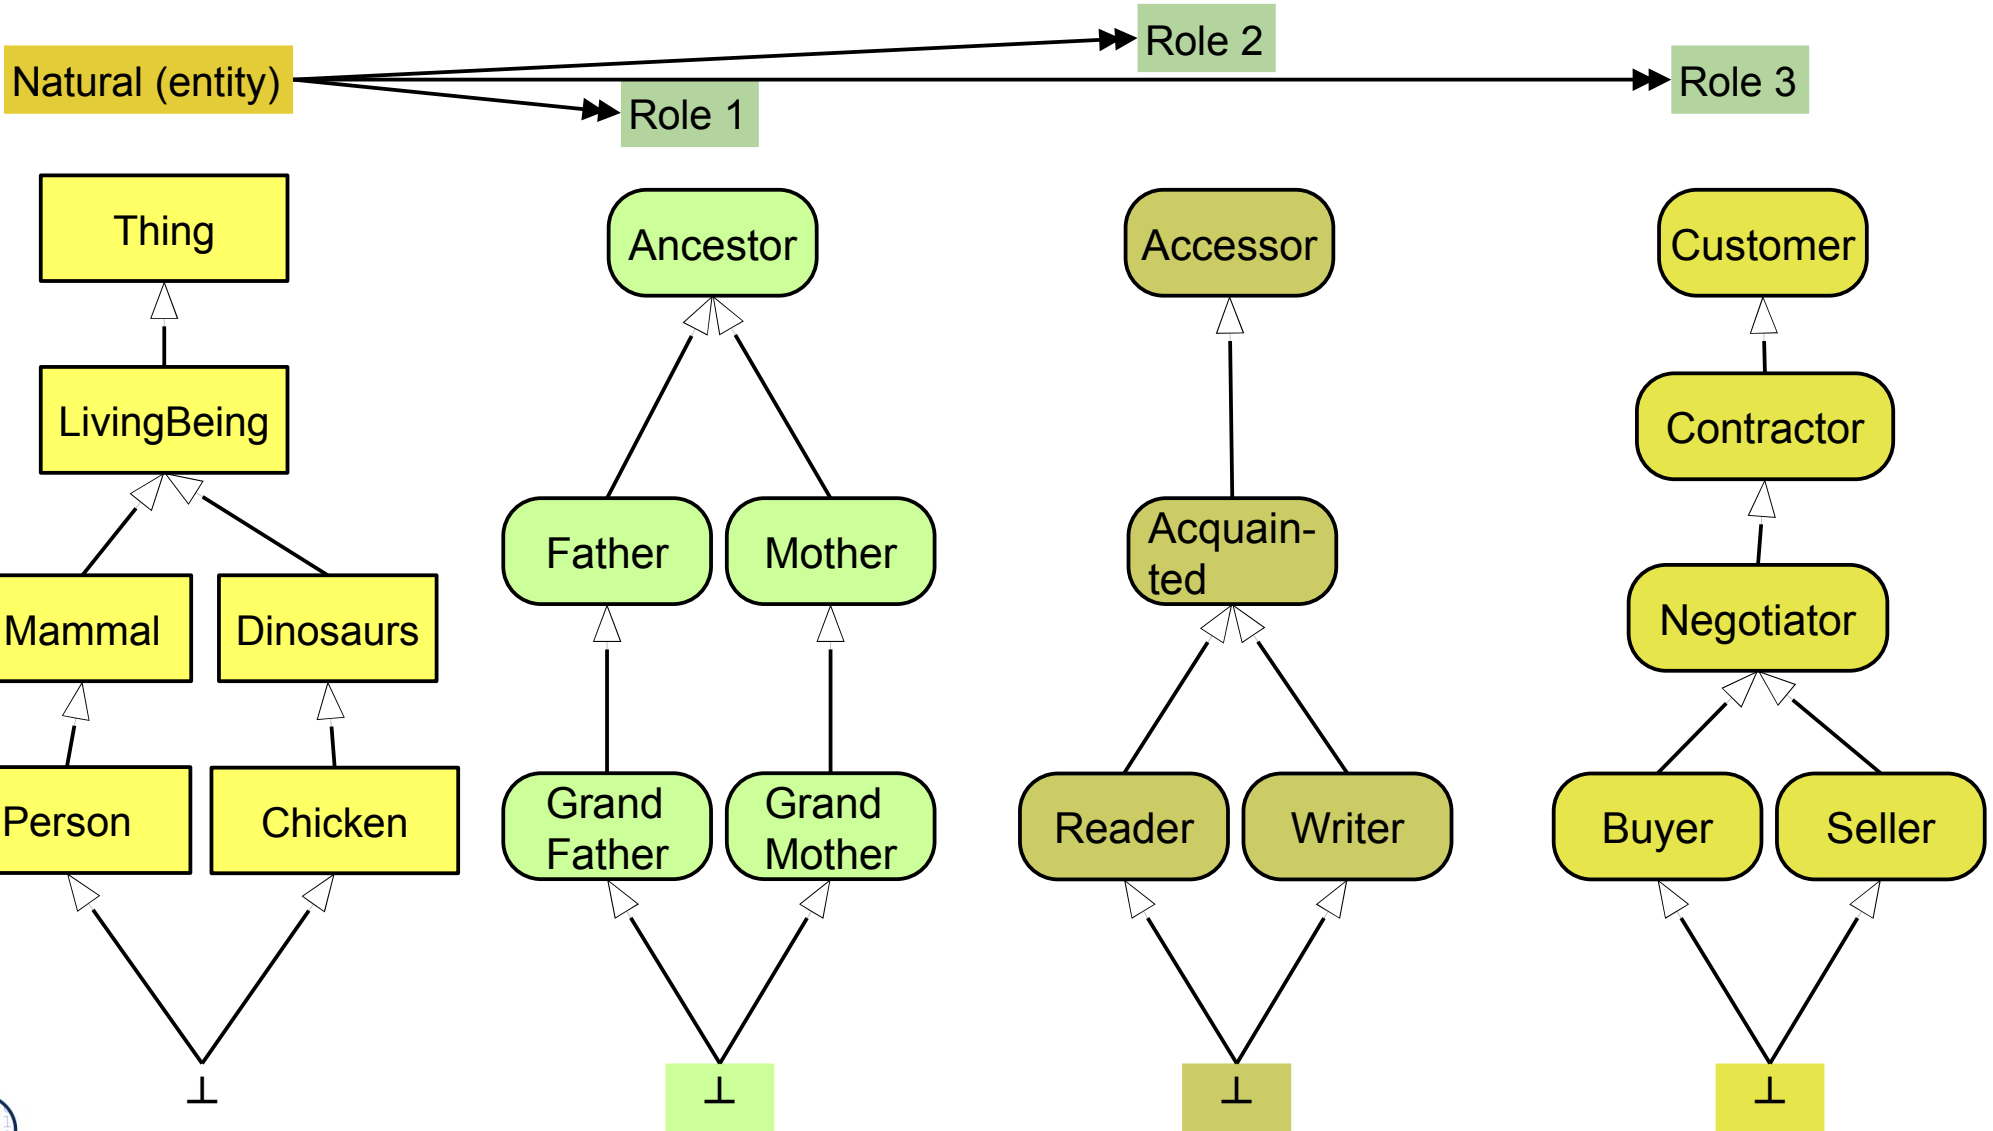 Role 2
Natural (entity)
Role 3
Role 1
Thing
Ancestor
Accessor
Customer
LivingBeing
Contractor
Father
Mother
Acquain-
ted
Mammal
Dinosaurs
Negotiator
Person
Chicken
Grand
Father
Grand
Mother
Reader
Writer
Buyer
Seller
⊥
⊥
⊥
⊥